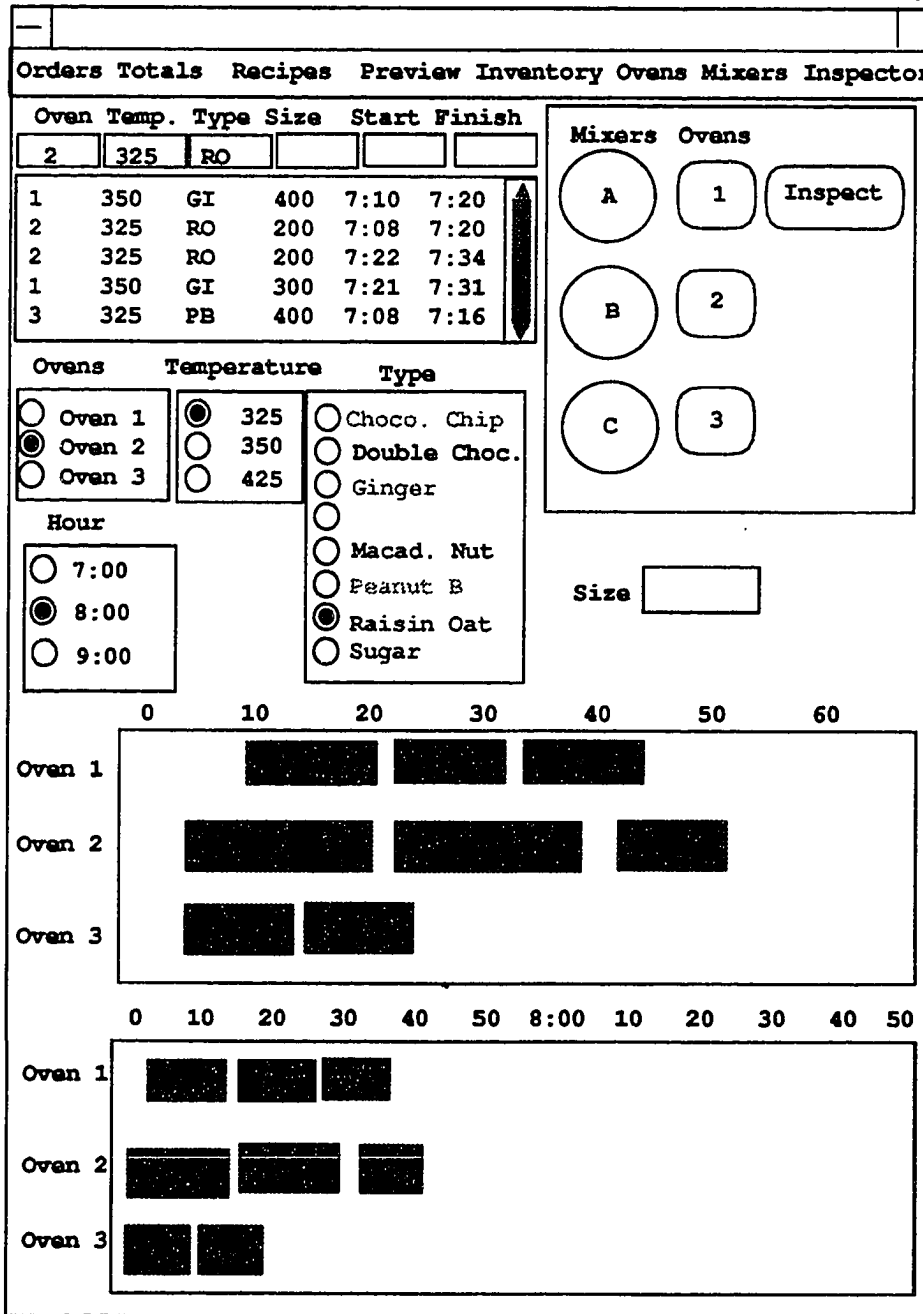 Orders Totals Recipes Preview Inventory Ovens Mixers Inspector
Oven Temp. Type Size Start Finish
2 325 RO
1 350 GI 400 7:10 7:20
2 325 RO 200 7:08 7:20
2 325 RO 200 7:22 7:34
1 350 GI 300 7:21 7:31
3 325 PB 400 7:08 7:16
Mixers Ovens
A 1 Inspect
B 2
C 3
Ovens
Oven 1
Oven 2
Oven 3
Temperature
325
350
425
Type
Choco. Chip
Double Choc.
Ginger
Macad. Nut
Peanut B
Raisin Oat
Sugar
Hour
7:00
8:00
9:00
Size
0 10 20 30 40 50 60
Oven 1
Oven 2
Oven 3
0 10 20 30 40 50 8:00 10 20 30 40 50
Oven 1
Oven 2
Oven 3